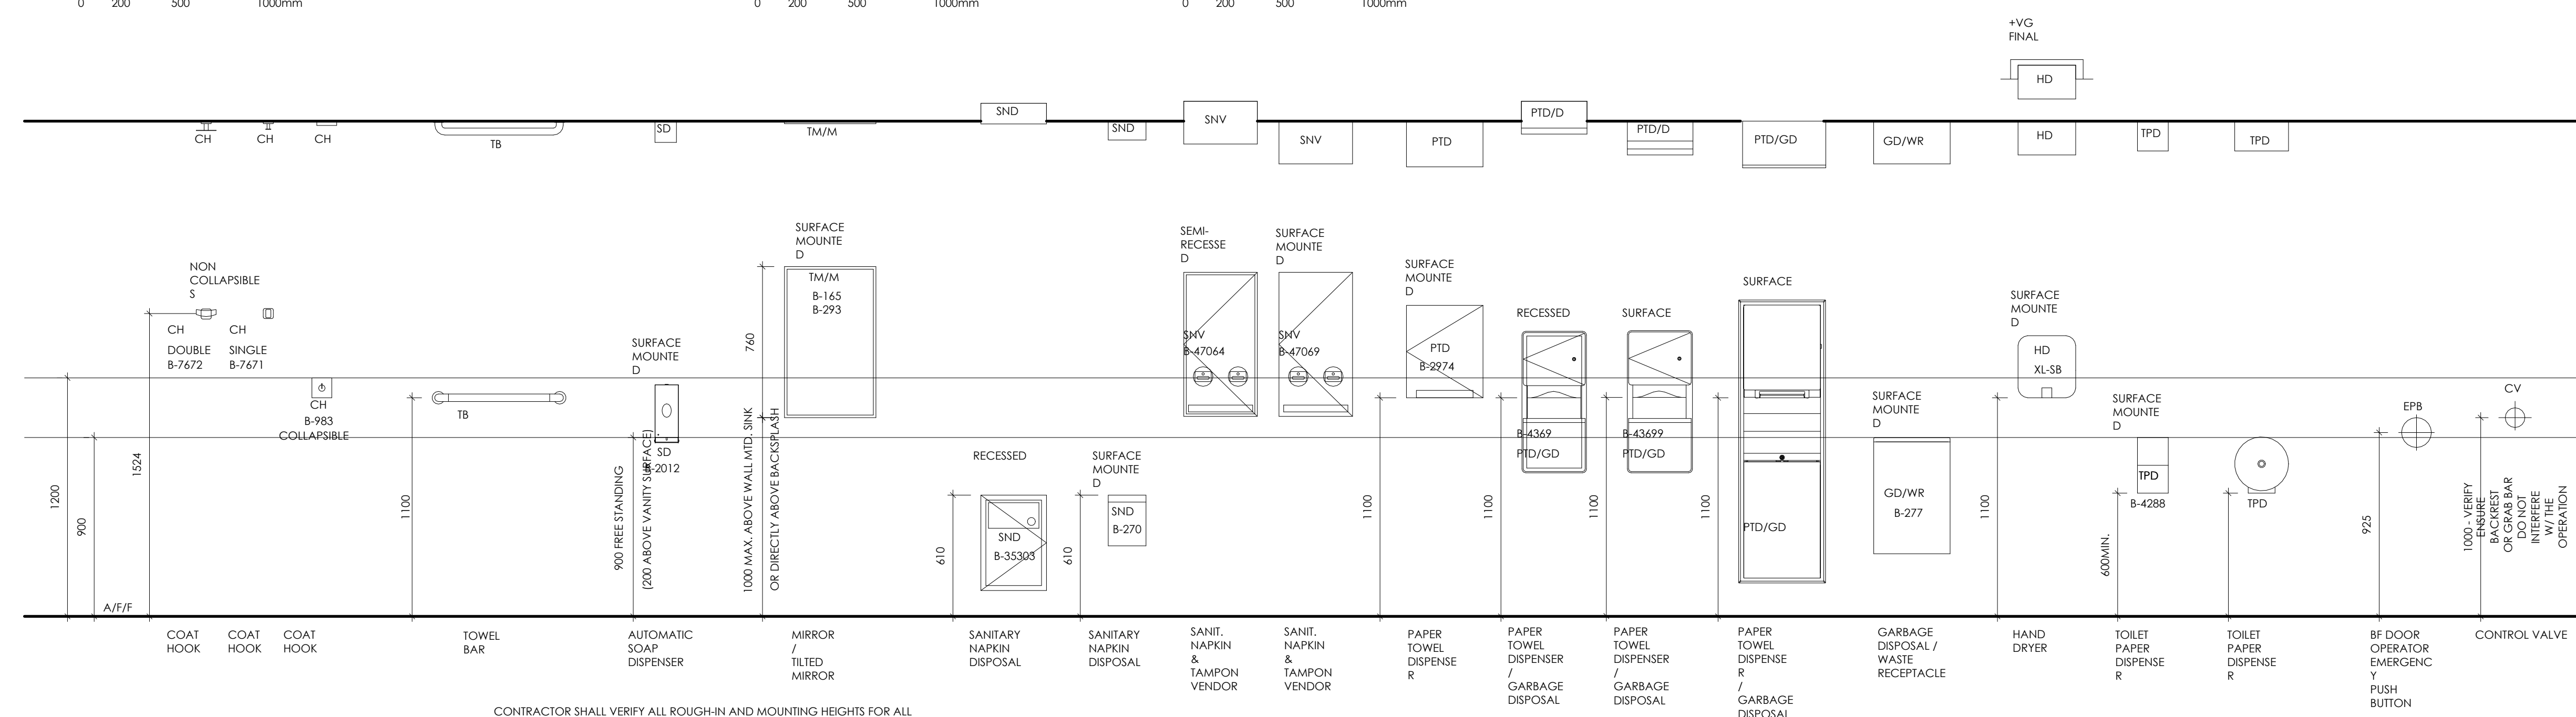 0 200 500 1000mm
0 200 500 1000mm
0 200 500 1000mm
+VG
FINAL
HD
CH
CH
CH
TB
SD
TM/M
SND
SND
SNV
SNV
PTD
PTD/D
PTD/D
PTD/GD
GD/WR
HD
TPD
TPD
NON
COLLAPSIBLE
S
CH
DOUBLE
B-7672
CH
SINGLE
B-7671
CH
B-983
COLLAPSIBLE
TB
SURFACE
MOUNTE
D
SD
B-2012
SURFACE
MOUNTE
D
TM/M
B-165
B-293
760
RECESSED
SND
B-35303
SURFACE
MOUNTE
D
SND
B-270
SEMI-
RECESSE
D
SNV
B-47064
SURFACE
MOUNTE
D
SNV
B-47069
SURFACE
MOUNTE
D
PTD
B-2974
RECESSED
B-4369
PTD/GD
SURFACE
B-43699
PTD/GD
SURFACE
PTD/GD
SURFACE
MOUNTE
D
GD/WR
B-277
SURFACE
MOUNTE
D
HD
XL-SB
SURFACE
MOUNTE
D
TPD
B-4288
TPD
EPB
CV
1200
900
1524
A/F/F
1100
900 FREE STANDING
(200 ABOVE VANITY SURFACE)
1000 MAX. ABOVE WALL MTD. SINK
OR DIRECTLY ABOVE BACKSPLASH
610
610
1100
1100
1100
1100
1100
600MIN.
925
1000 - VERIFY
ENSURE
BACKREST
OR GRAB BAR
DO NOT
INTERFERE
W/ THE
OPERATION
COAT
HOOK
COAT
HOOK
COAT
HOOK
TOWEL
BAR
AUTOMATIC
SOAP
DISPENSER
MIRROR
/
TILTED
MIRROR
SANITARY
NAPKIN
DISPOSAL
SANITARY
NAPKIN
DISPOSAL
SANIT.
NAPKIN
&
TAMPON
VENDOR
SANIT.
NAPKIN
&
TAMPON
VENDOR
PAPER
TOWEL
DISPENSE
R
PAPER
TOWEL
DISPENSER
/
GARBAGE
DISPOSAL
PAPER
TOWEL
DISPENSER
/
GARBAGE
DISPOSAL
PAPER
TOWEL
DISPENSE
R
/
GARBAGE
DISPOSAL
GARBAGE
DISPOSAL /
WASTE
RECEPTACLE
HAND
DRYER
TOILET
PAPER
DISPENSE
R
TOILET
PAPER
DISPENSE
R
BF DOOR
OPERATOR
EMERGENC
Y
PUSH
BUTTON
CONTROL VALVE
CONTRACTOR SHALL VERIFY ALL ROUGH-IN AND MOUNTING HEIGHTS FOR ALL